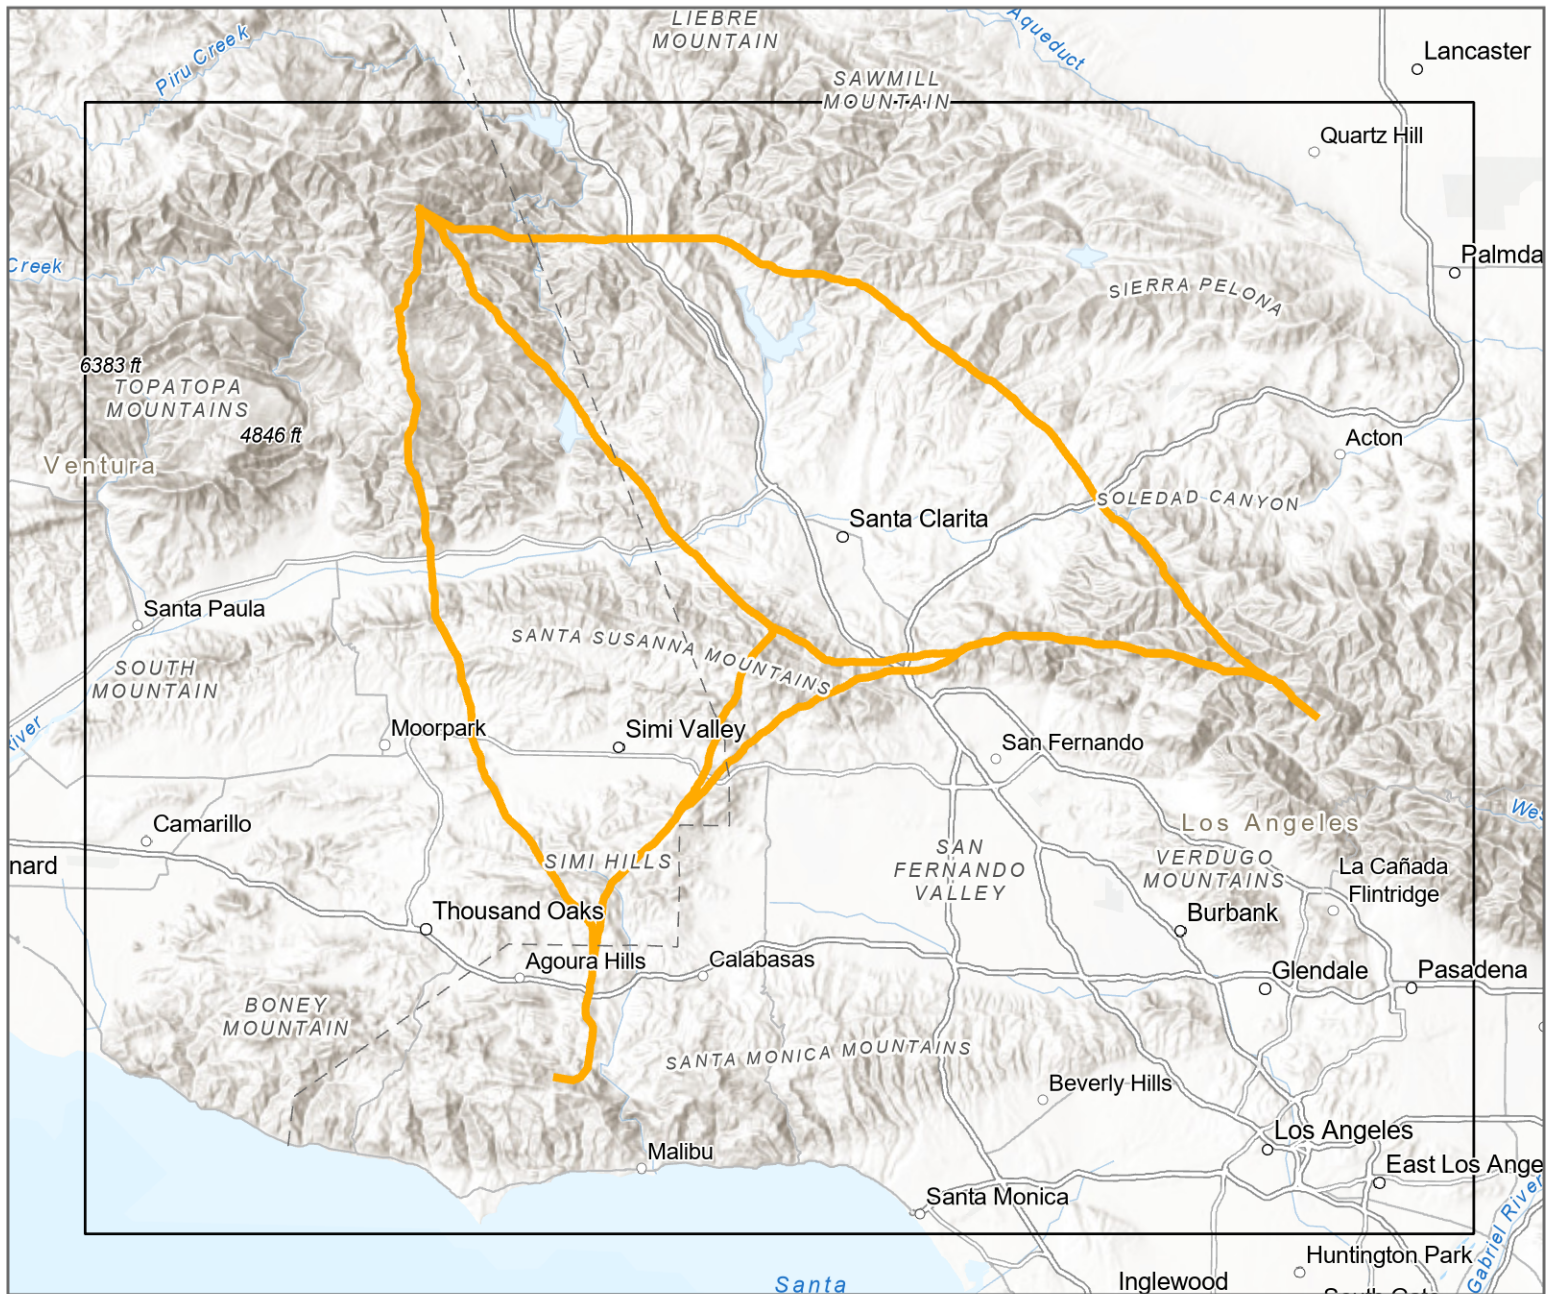 LIEBRE
MOUNTAIN
Aqueduct
Piru Creek
Lancaster
SAWMILL
MOUNTAIN
Quartz Hill
Creek
Palmda
SIERRA PELONA
6383 ft
TOPATOPA
MOUNTAINS
4846 ft
Ventura
Acton
SOLEDAD CANYON
Santa Clarita
Santa Paula
SANTA SUSANNA MOUNTAINS
SOUTH
MOUNTAIN
River
Moorpark
Simi Valley
San Fernando
Wes
Camarillo
Los Angeles
nard
SIMI HILLS
SAN
FERNANDO
VALLEY
VERDUGO
MOUNTAINS
La Cañada
Flintridge
Thousand Oaks
Burbank
Agoura Hills
Calabasas
Glendale
Pasadena
BONEY
MOUNTAIN
SANTA MONICA MOUNTAINS
Beverly Hills
Los Angeles
Malibu
East Los Ange
Santa Monica
Gabriel River
Huntington Park
Santa
Inglewood
South Gate